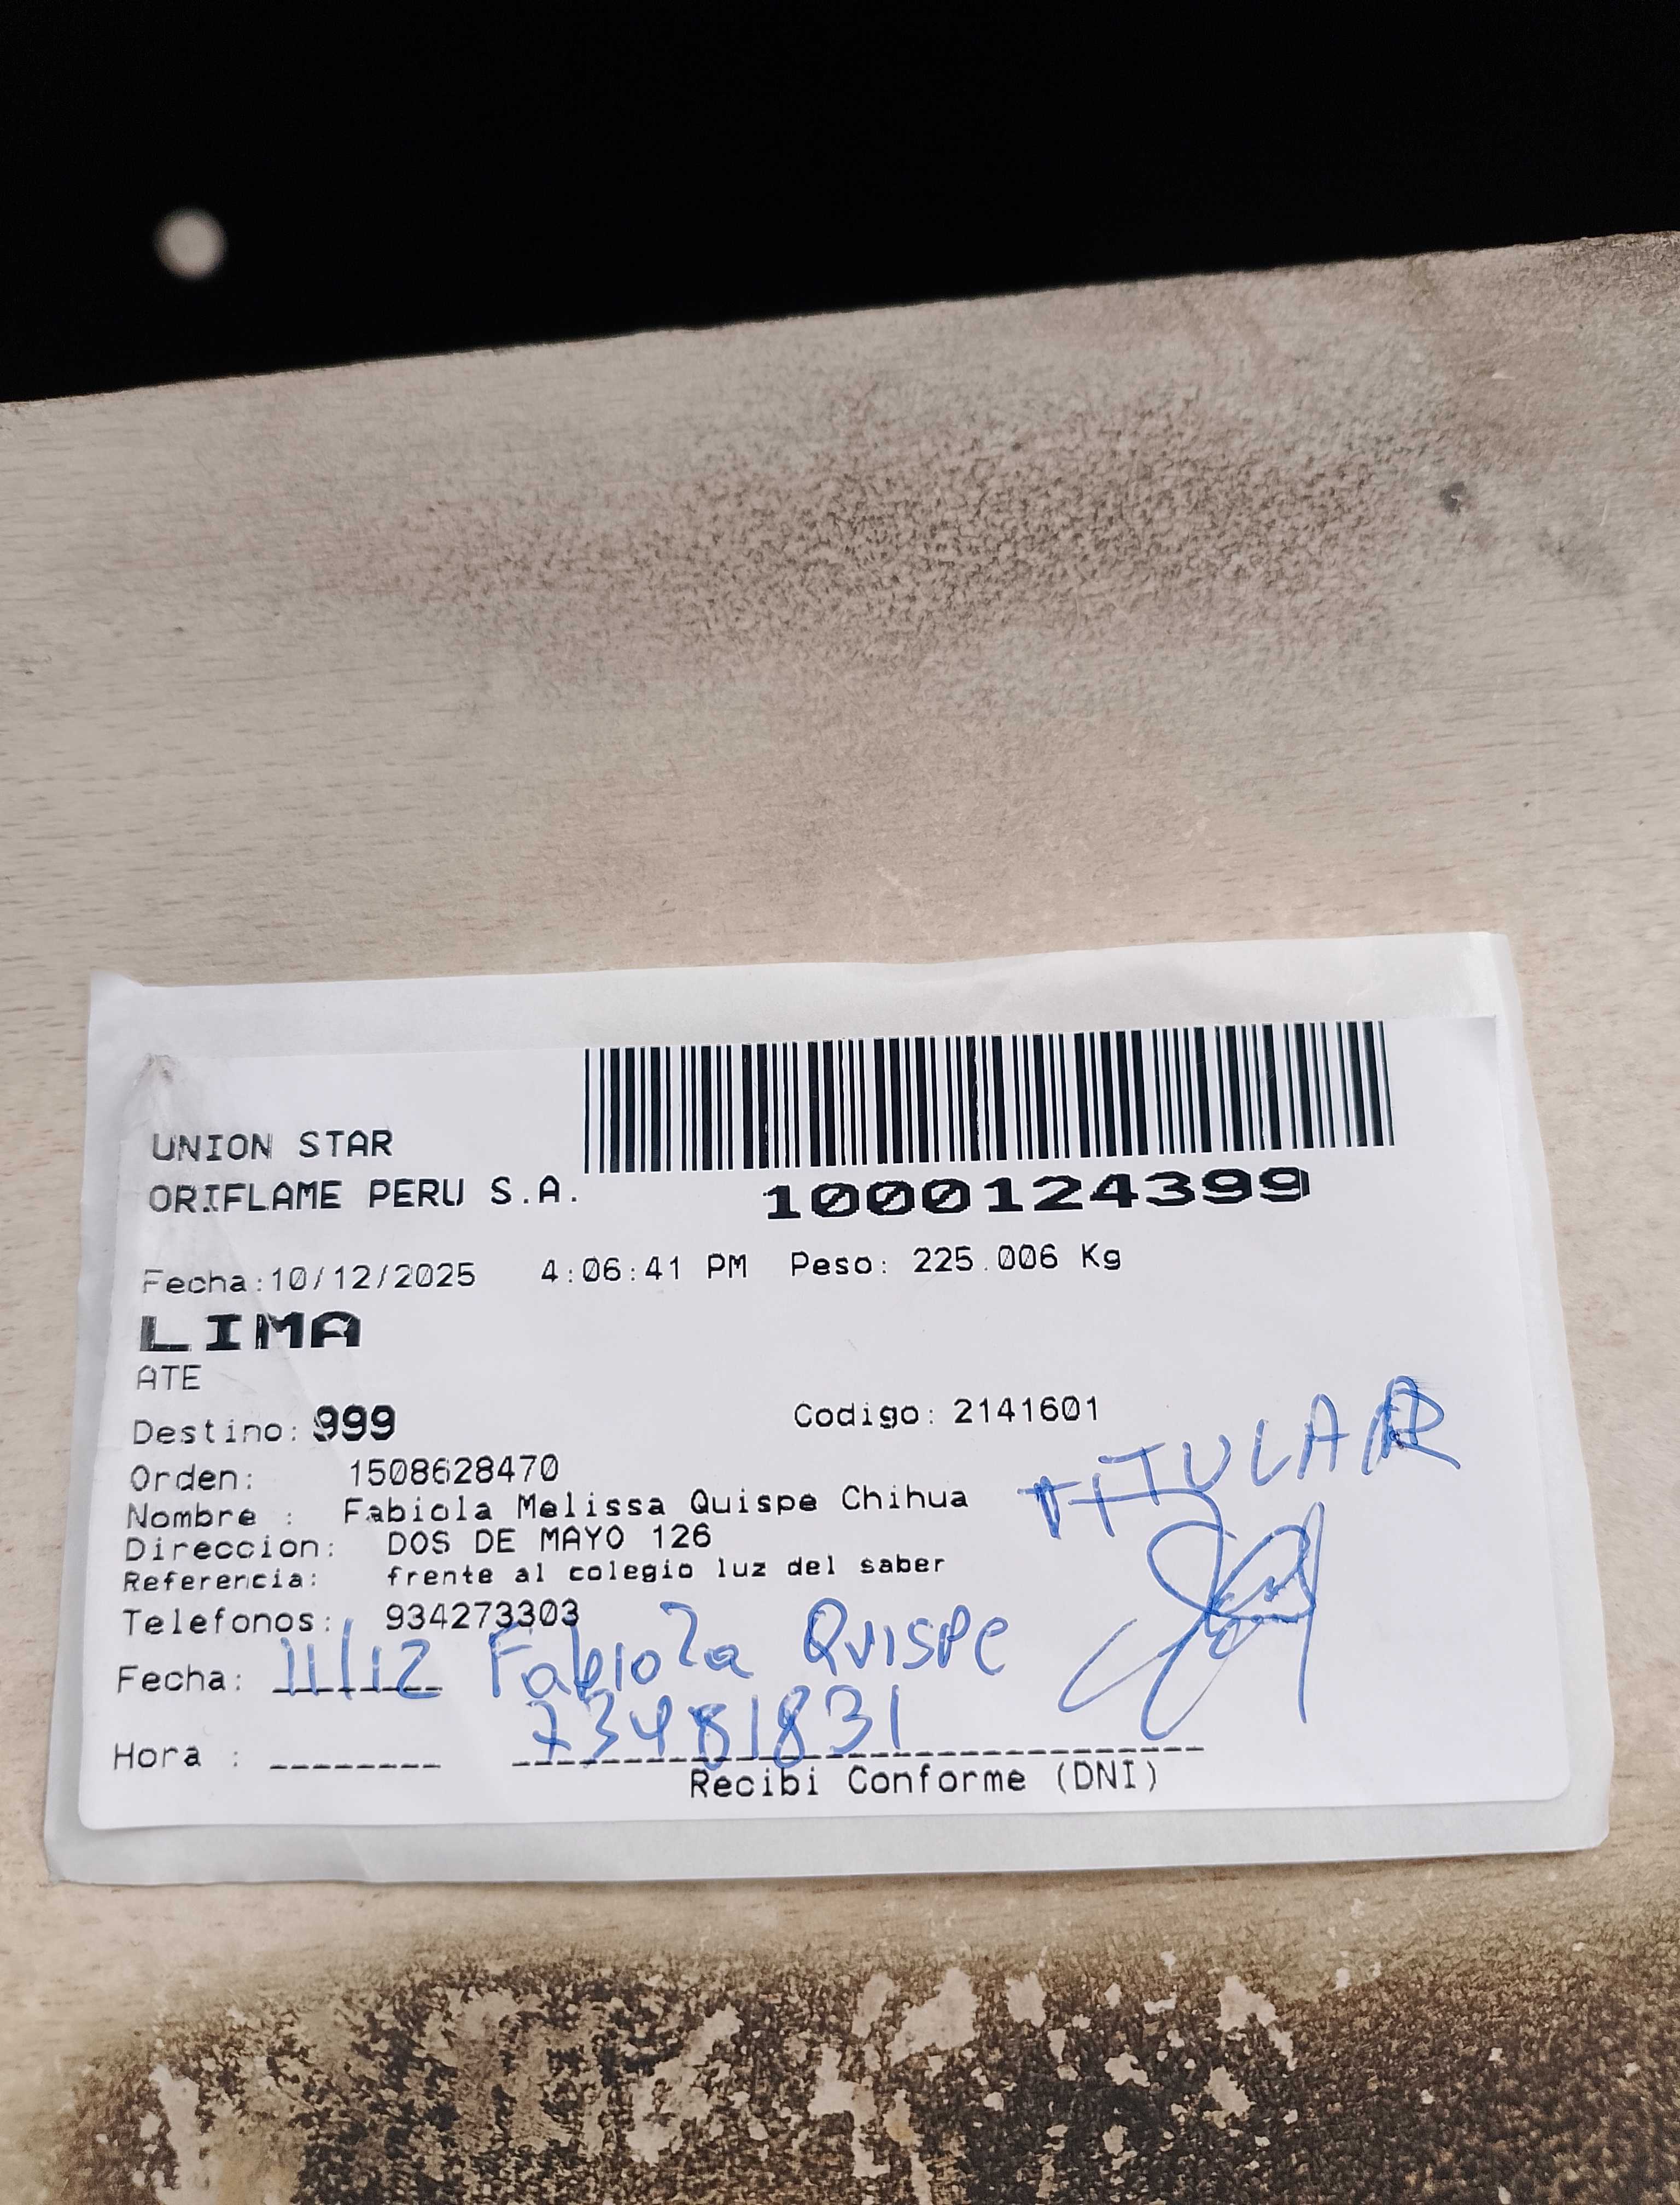 UNION STAR
ORIFLAME PERU S.A.
1000124399
Fecha:10/12/2025 4:06:41 PM Peso: 225.006 Kg
LIMA
ATE
Destino: 999 Codigo: 2141601
TITULAR
Orden: 1508628470
Nombre : Fabiola Melissa Quispe Chihua
Direccion: DOS DE MAYO 126
Referencia: frente al colegio luz del saber
Telefonos: 934273303
Fecha: 11/12 Fabiola Quispe
73481831
Hora :
Recibi Conforme (DNI)